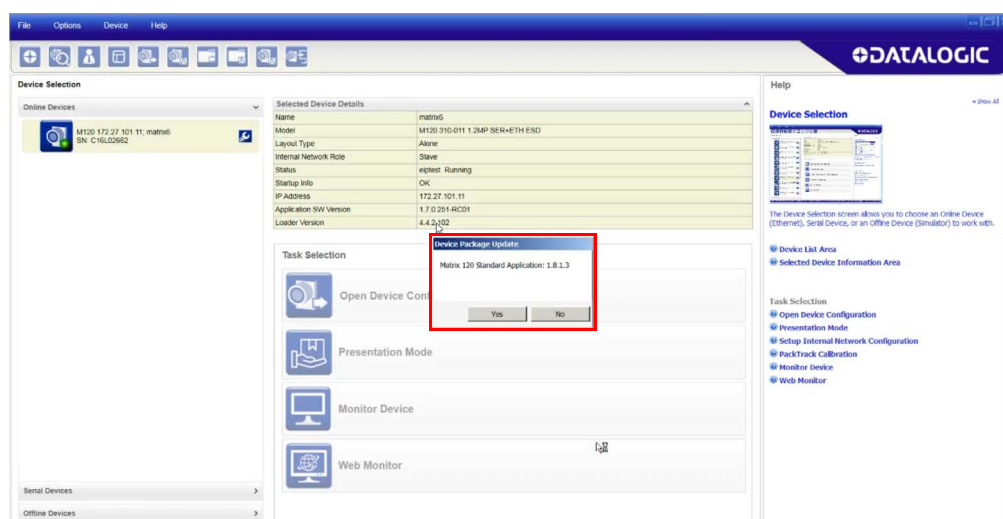 File Options Device Help
DATALOGIC
Device Selection
Online Devices
M120 172.27.101.11; matrix6
SN: C16L02662
Serial Devices
Offline Devices
Selected Device Details
Name matrix6
Model M120 310-011 1.2MP SER+ETH ESD
Layout Type Alone
Internal Network Role Slave
Status eiptest Running
Startup Info OK
IP Address 172.27.101.11
Application SW Version 1.7.0.251-RC01
Loader Version 4.4.2.102
Device Package Update
Matrix 120 Standard Application: 1.8.1.3
Yes No
Task Selection
Open Device Conf
Presentation Mode
Monitor Device
Web Monitor
Help
Show All
Device Selection
The Device Selection screen allows you to choose an Online Device
(Ethernet), Serial Device, or an Offline Device (Simulator) to work with.
Device List Area
Selected Device Information Area
Task Selection
Open Device Configuration
Presentation Mode
Setup Internal Network Configuration
PackTrack Calibration
Monitor Device
Web Monitor